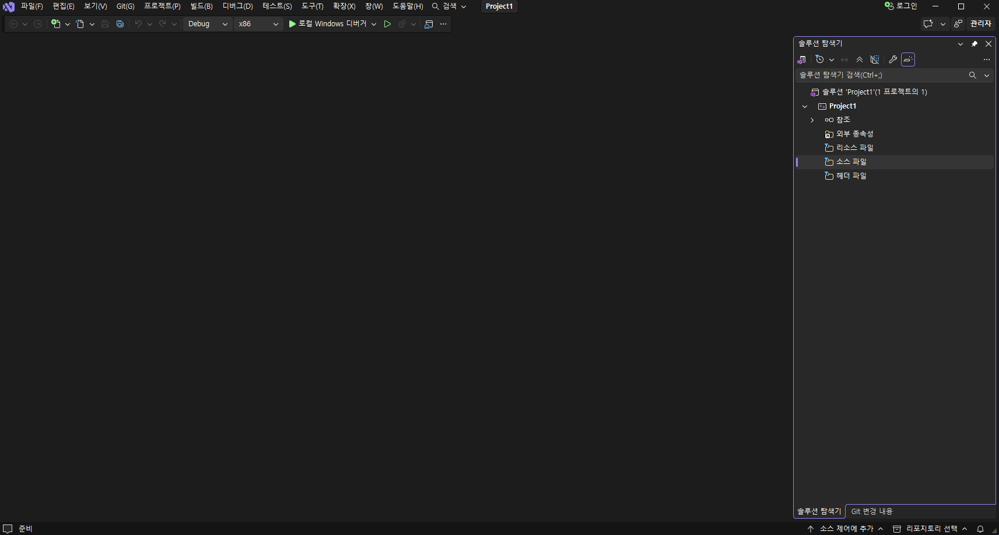 파일(F) 편집(E) 보기(V) Git(G) 프로젝트(P) 빌드(B) 디버그(D) 테스트(S) 도구(T) 확장(X) 창(W) 도움말(H) 검색 Project1 로그인
Debug x86 로컬 Windows 디버거 관리자
솔루션 탐색기
솔루션 탐색기 검색(Ctrl+;)
솔루션 'Project1'(1 프로젝트의 1)
Project1
참조
외부 종속성
리소스 파일
소스 파일
헤더 파일
솔루션 탐색기 Git 변경 내용
준비 소스 제어에 추가 리포지토리 선택